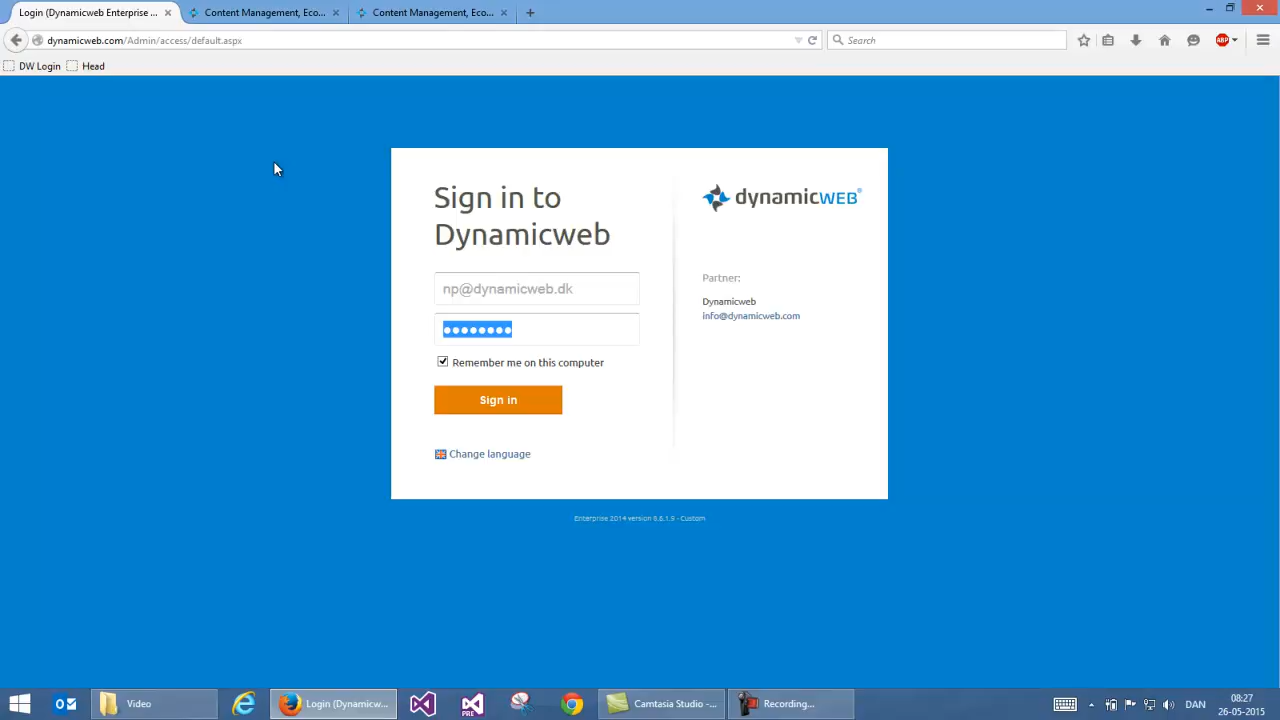 Login (Dynamicweb Enterprise ...
Content Management, Eco...
Content Management, Eco...
dynamicweb.com/Admin/access/default.aspx
Search
ABP
DW Login
Head
Sign in to
Dynamicweb
np@dynamicweb.dk
Remember me on this computer
Sign in
Change language
dynamicWEB®
Partner:
Dynamicweb
info@dynamicweb.com
Enterprise 2014 version 8.6.1.9 - Custom
Video
Login (Dynamicw...
PRE
Camtasia Studio -...
Recording...
DAN
08:27
26-05-2015